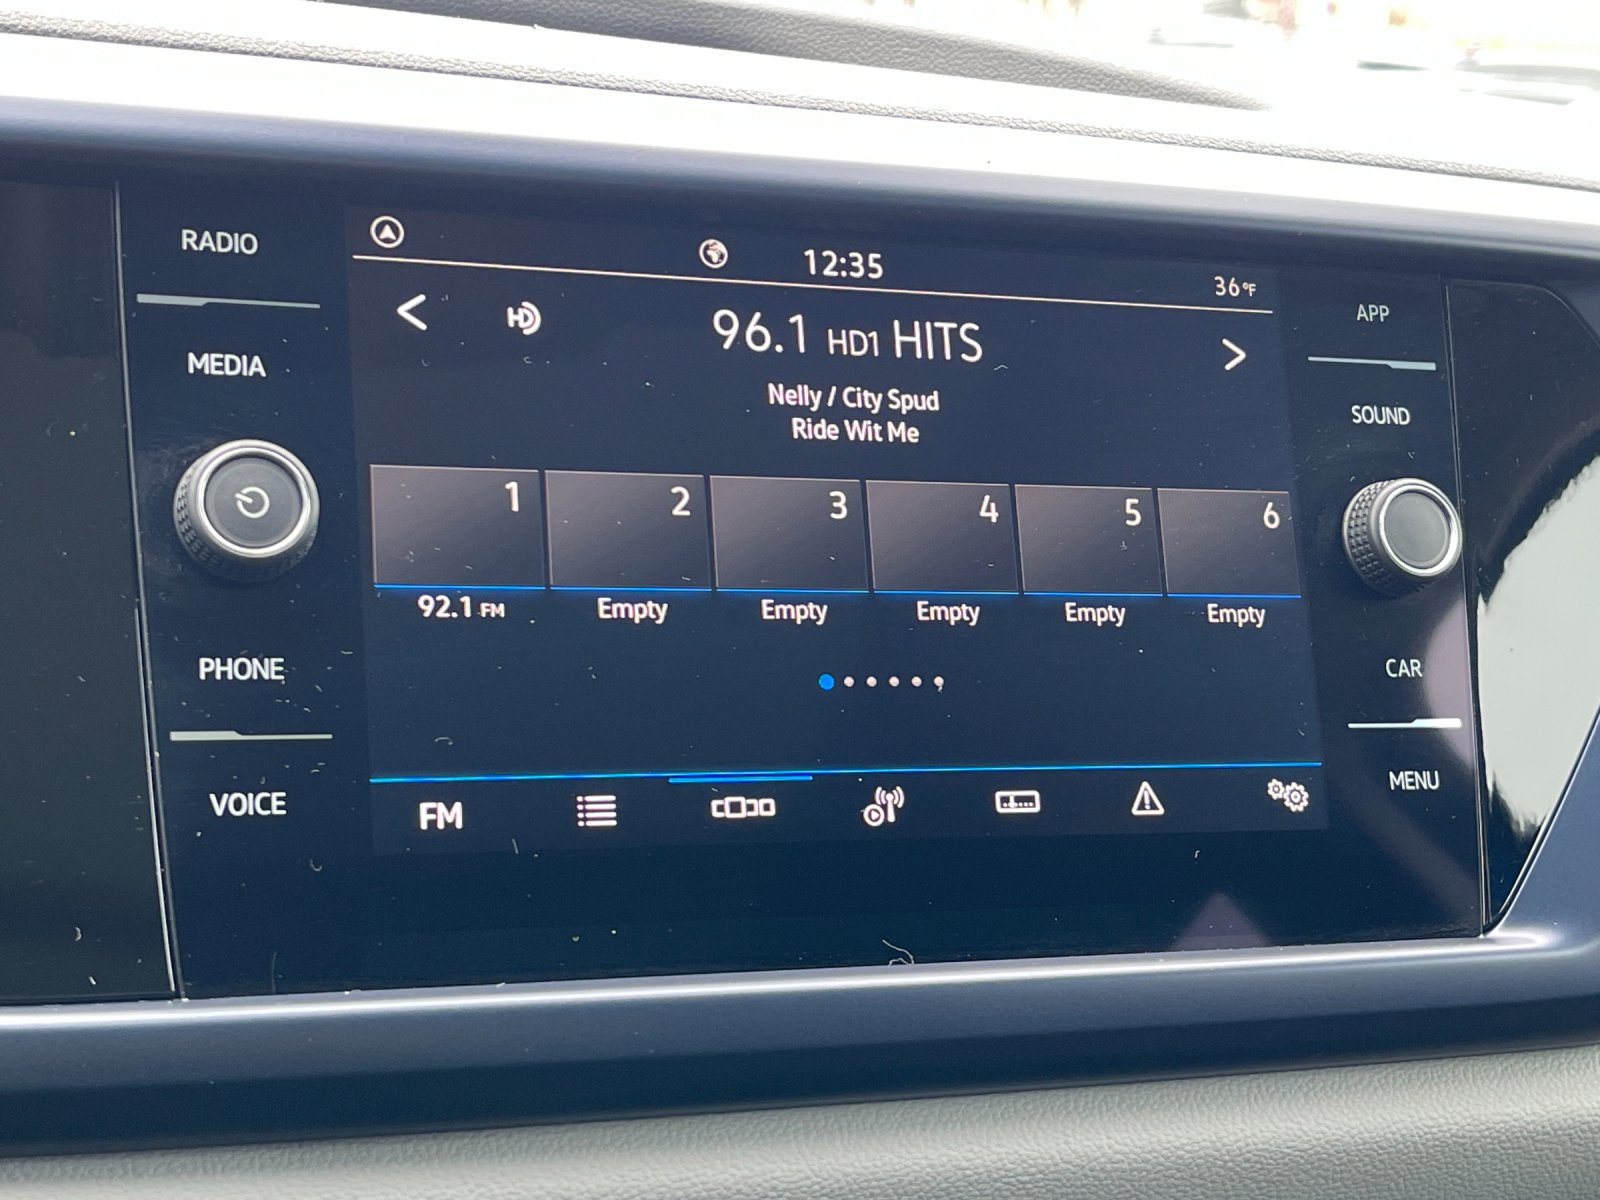 RADIO
MEDIA
PHONE
VOICE
12:35
36°F
HD
96.1 HD1 HITS
Nelly / City Spud
Ride Wit Me
1
2
3
4
5
6
92.1 FM
Empty
Empty
Empty
Empty
Empty
FM
APP
SOUND
CAR
MENU